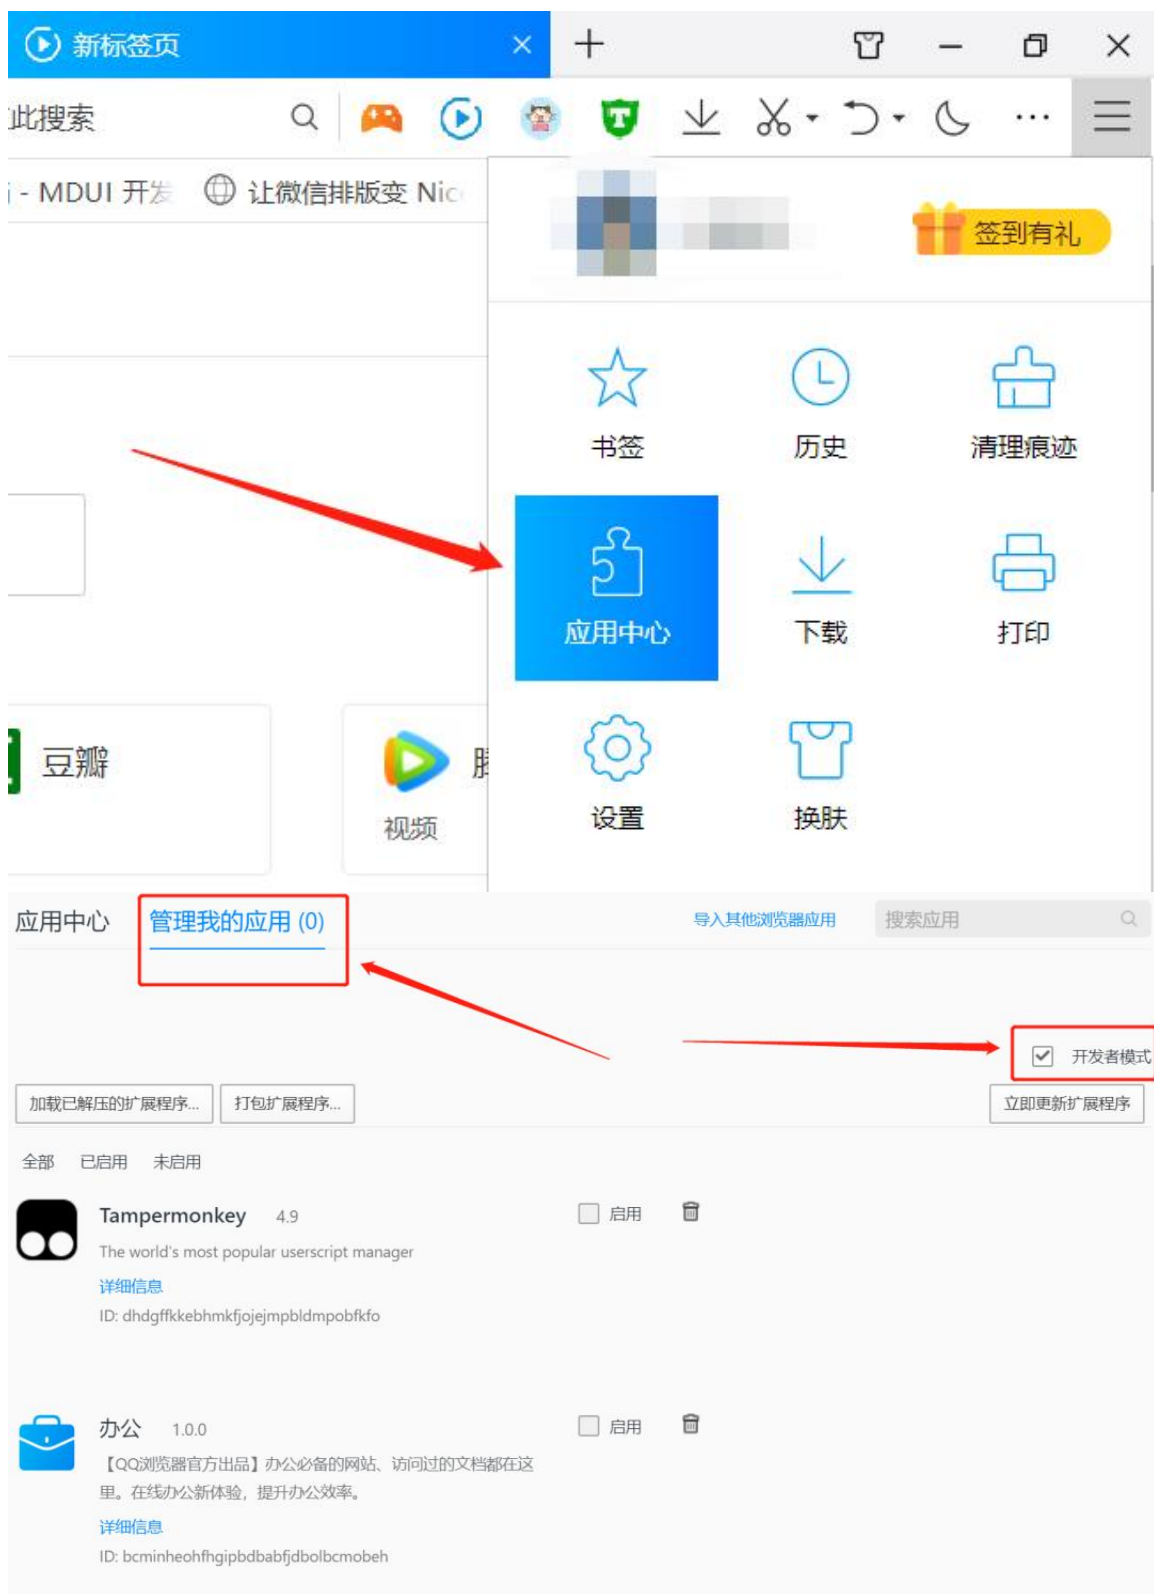 新标签页
此搜索
- MDUI 开发
让微信排版变 Nic
签到有礼
书签
历史
清理痕迹
应用中心
下载
打印
豆瓣
视频
设置
换肤
应用中心
管理我的应用 (0)
导入其他浏览器应用
搜索应用
开发者模式
加载已解压的扩展程序...
打包扩展程序...
立即更新扩展程序
全部
已启用
未启用
Tampermonkey 4.9
启用
The world's most popular userscript manager
详细信息
ID: dhdgffkkebhmkfjojejmpbldmpobfkfo
办公 1.0.0
启用
【QQ浏览器官方出品】办公必备的网站、访问过的文档都在这
里。在线办公新体验，提升办公效率。
详细信息
ID: bcminheohfhgipbdbabfjdbolbcmobeh